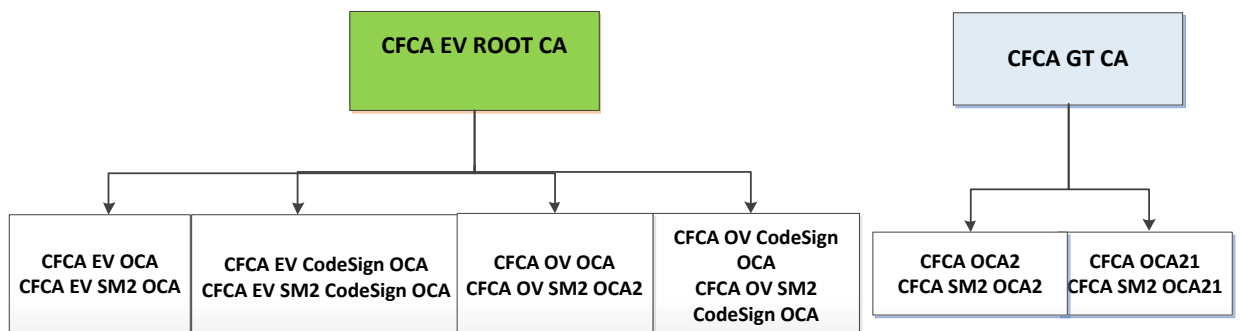 CFCA EV ROOT CA
CFCA GT CA
CFCA EV OCA
CFCA EV SM2 OCA
CFCA EV CodeSign OCA
CFCA EV SM2 CodeSign OCA
CFCA OV OCA
CFCA OV SM2 OCA2
CFCA OV CodeSign
OCA
CFCA OV SM2
CodeSign OCA
CFCA OCA2
CFCA SM2 OCA2
CFCA OCA21
CFCA SM2 OCA21